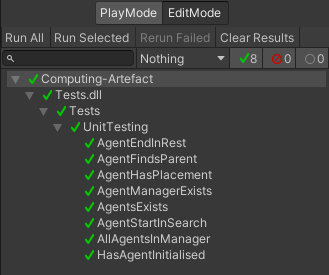 PlayMode EditMode
Run All Run Selected Rerun Failed Clear Results
Nothing 8 0 0
Computing-Artefact
Tests.dll
Tests
UnitTesting
AgentEndInRest
AgentFindsParent
AgentHasPlacement
AgentManagerExists
AgentsExists
AgentStartInSearch
AllAgentsInManager
HasAgentInitialised